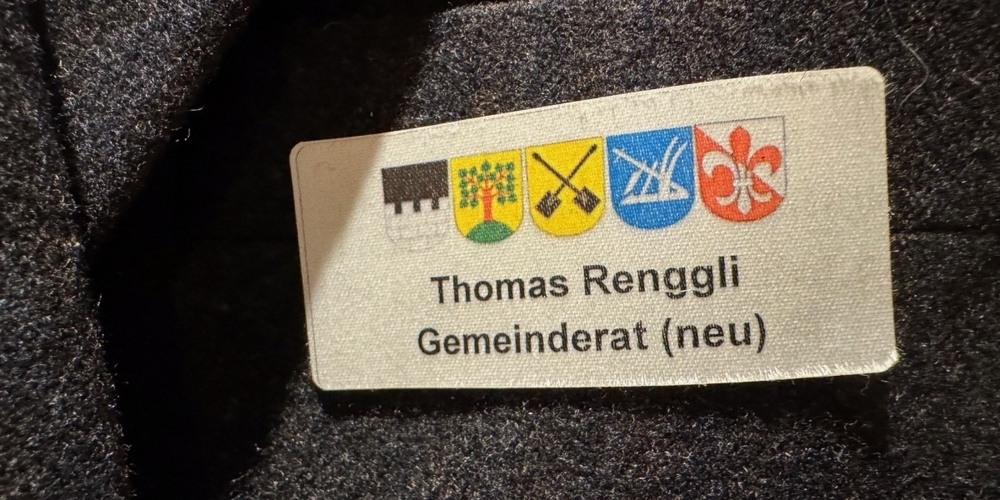 Thomas Renggli
Gemeinderat (neu)